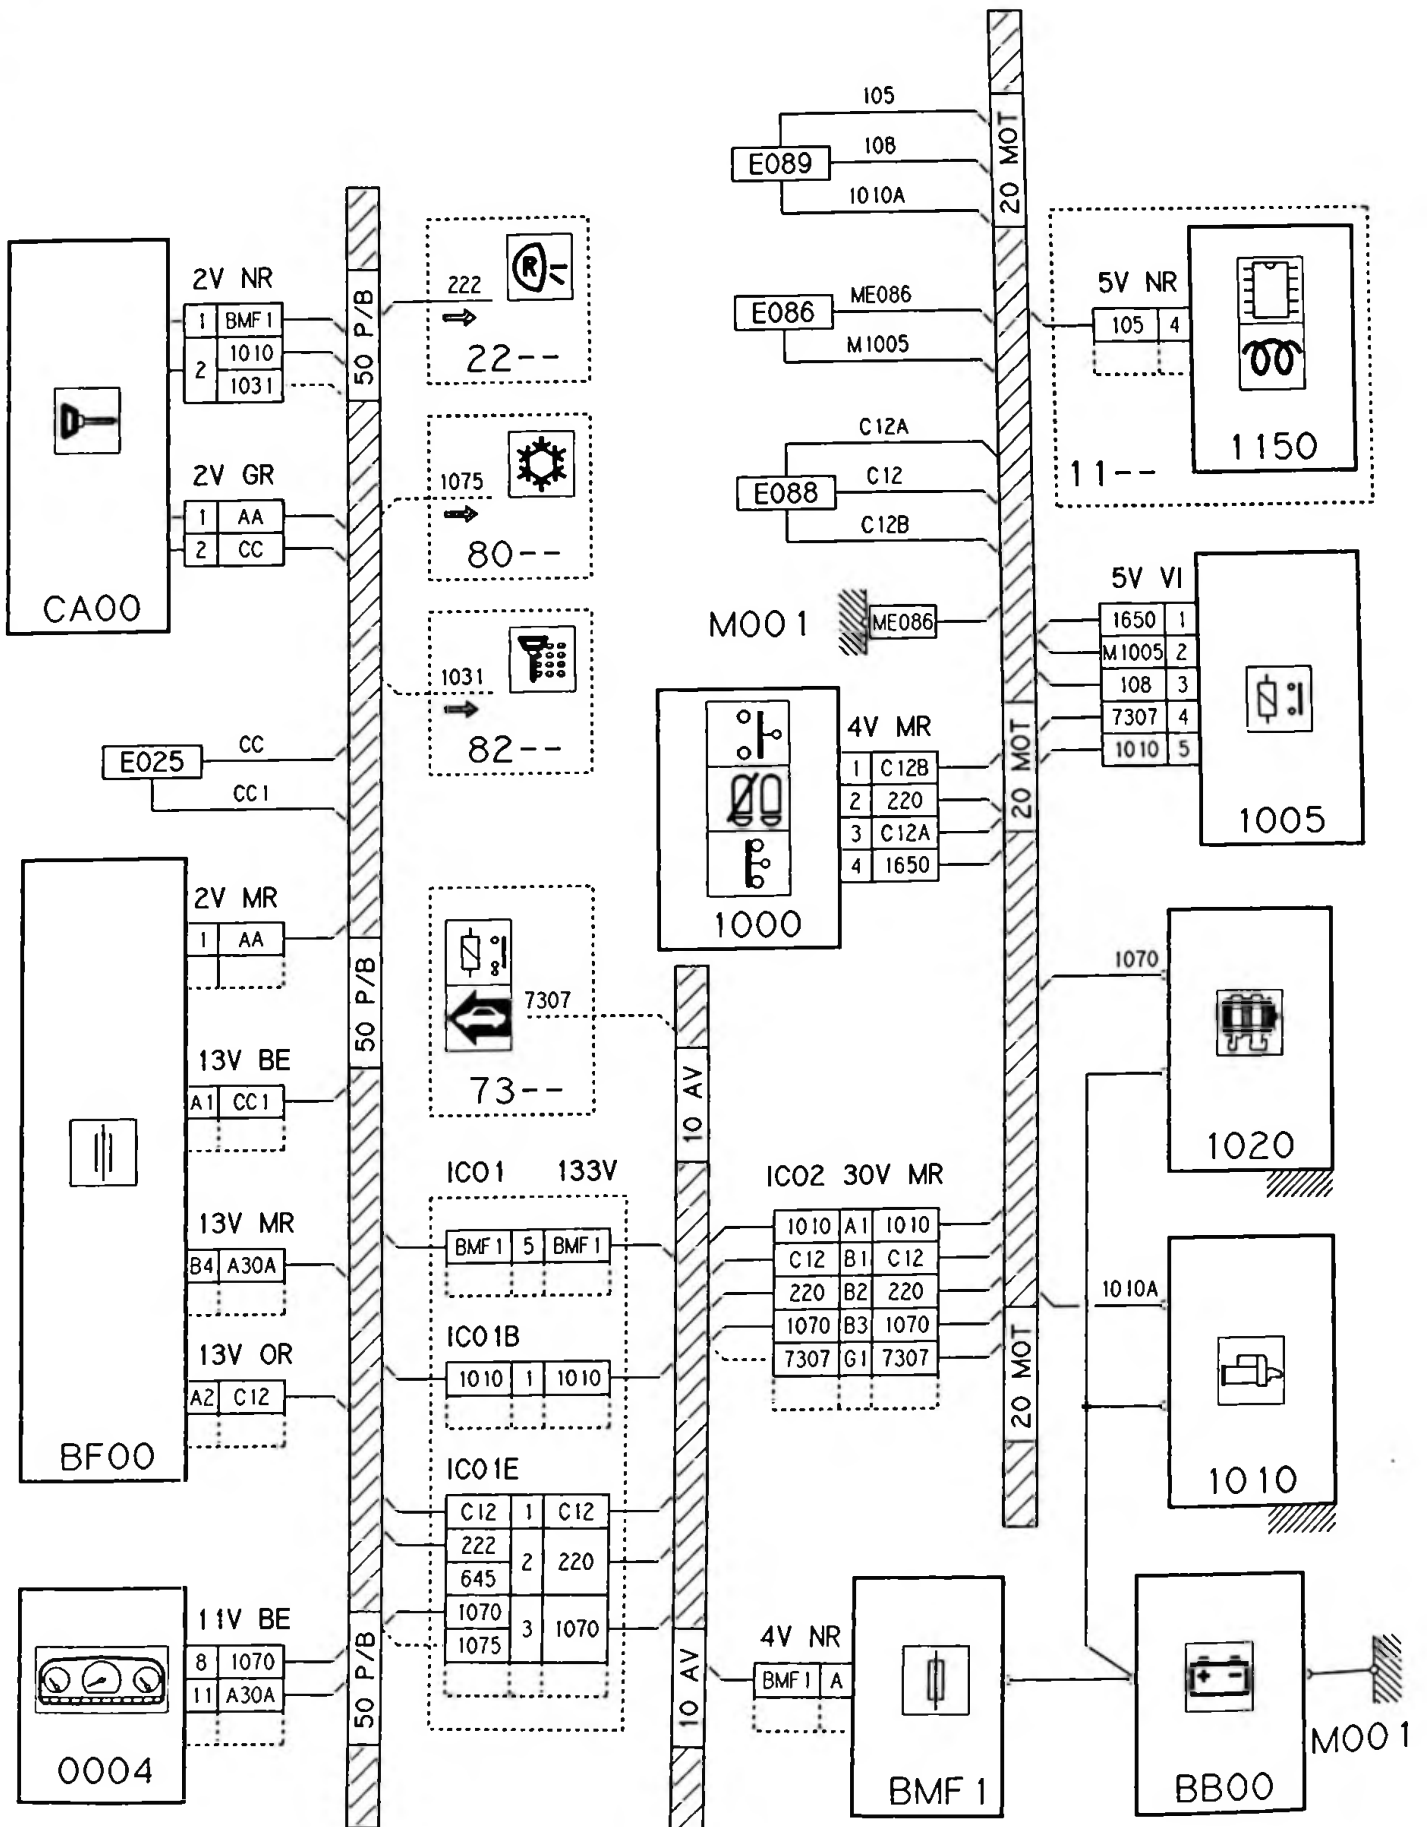 105
108
1010A
E089
20 MOT
ME086
M1005
E086
5V NR
105 4
1150
11--
C12A
C12
C12B
E088
M001
ME086
2V NR
1 BMF1
2 1010
1031
2V GR
1 AA
2 CC
CA00
50 P/B
222
22--
1075
80--
1031
82--
E025
CC
CC1
4V MR
1 C12B
2 220
3 C12A
4 1650
1000
20 MOT
5V VI
1650 1
M1005 2
108 3
7307 4
1010 5
1005
2V MR
1 AA
13V BE
A1 CC1
13V MR
B4 A30A
13V OR
A2 C12
BF00
50 P/B
7307
73--
10 AV
1070
1020
IC01 133V
BMF1 5 BMF1
IC01B
1010 1 1010
IC01E
C12 1 C12
222 2 220
645
1070 3 1070
1075
IC02 30V MR
1010 A1 1010
C12 B1 C12
220 B2 220
1070 B3 1070
7307 G1 7307
20 MOT
1010A
1010
11V BE
8 1070
11 A30A
0004
50 P/B
10 AV
4V NR
BMF1 A
BMF1
BB00
M001
R
+ -